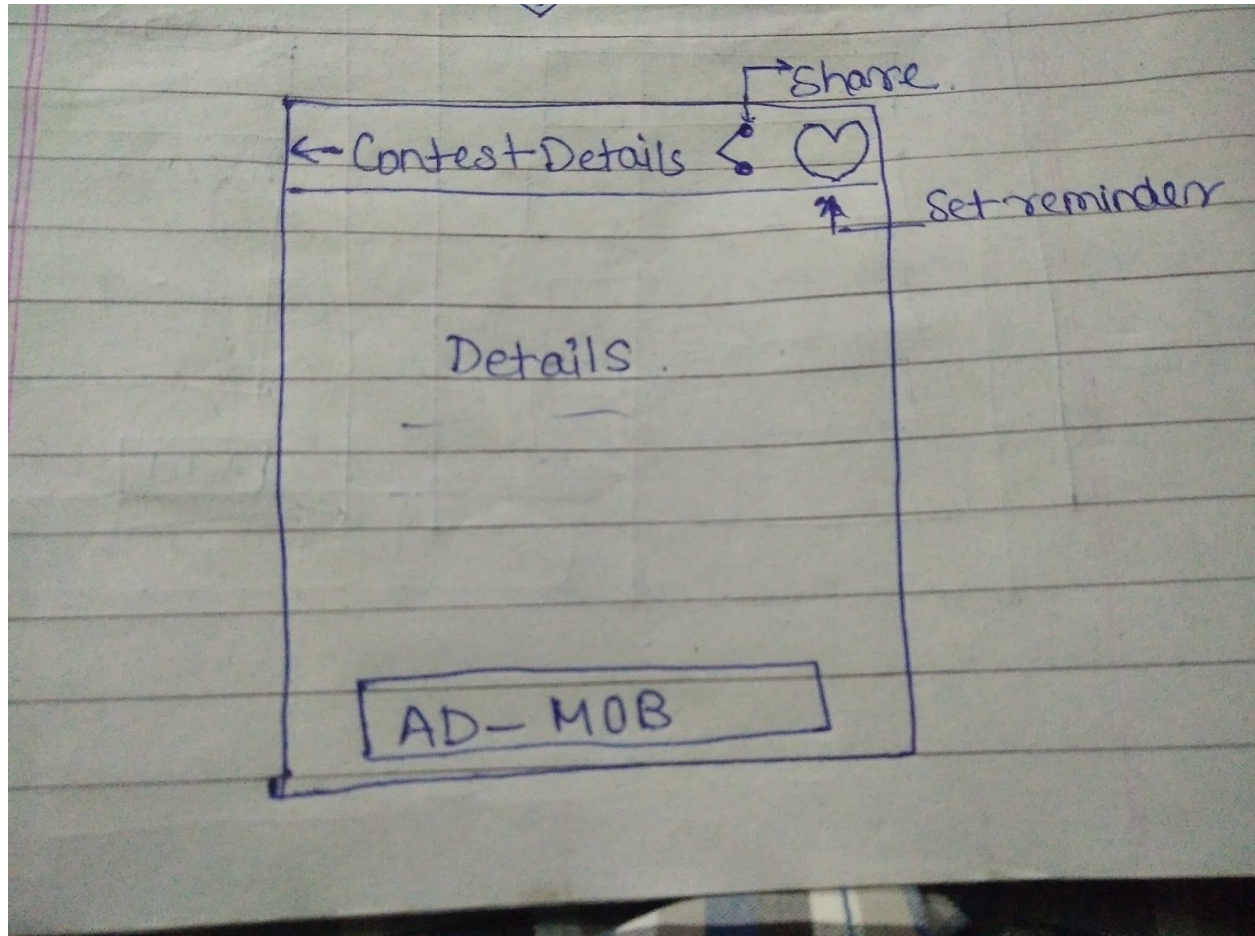 Share.
← Contest Details
Set reminder
Details.
AD-MOB